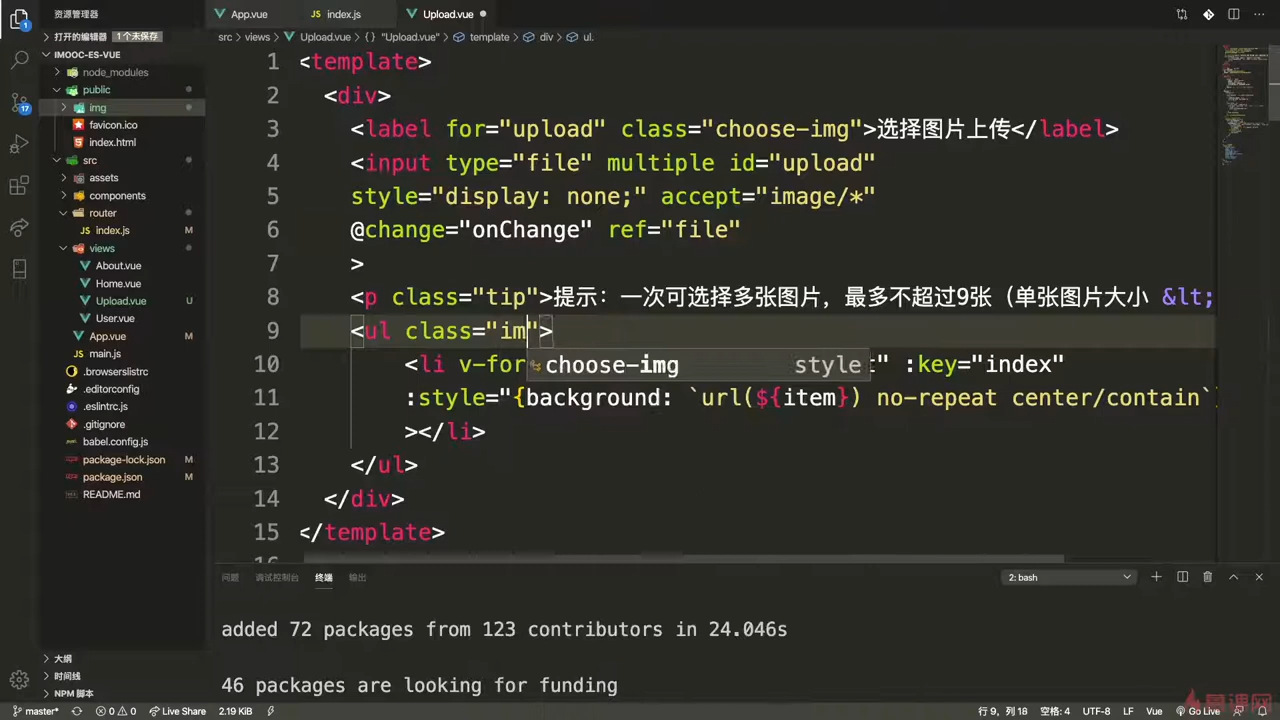 资源管理器
App.vue
index.js
Upload.vue
打开的编辑器 1个未保存
src > views > Upload.vue > {} "Upload.vue" > template > div > ul.
IMOOC-ES-VUE
node_modules
public
img
favicon.ico
index.html
src
assets
components
router
index.js M
views
About.vue
Home.vue
Upload.vue U
User.vue
App.vue M
main.js
.browserslistrc
.editorconfig
.eslintrc.js
.gitignore
babel.config.js
package-lock.json M
package.json M
README.md
大纲
时间线
NPM 脚本
1
17
1 <template>
2 <div>
3 <label for="upload" class="choose-img">选择图片上传</label>
4 <input type="file" multiple id="upload"
5 style="display: none;" accept="image/*"
6 @change="onChange" ref="file"
7 >
8 <p class="tip">提示：一次可选择多张图片，最多不超过9张（单张图片大小 &lt;
9 <ul class="im">
10 <li v-for t" :key="index"
choose-img style
11 :style="{background: `url(${item}) no-repeat center/contain`}
12 ></li>
13 </ul>
14 </div>
15 </template>
16
问题 调试控制台 终端 输出
2: bash
added 72 packages from 123 contributors in 24.046s
46 packages are looking for funding
master* 0 0 Live Share 2.19 KiB
行 9，列 18 空格: 4 UTF-8 LF Vue Go Live
慕课网